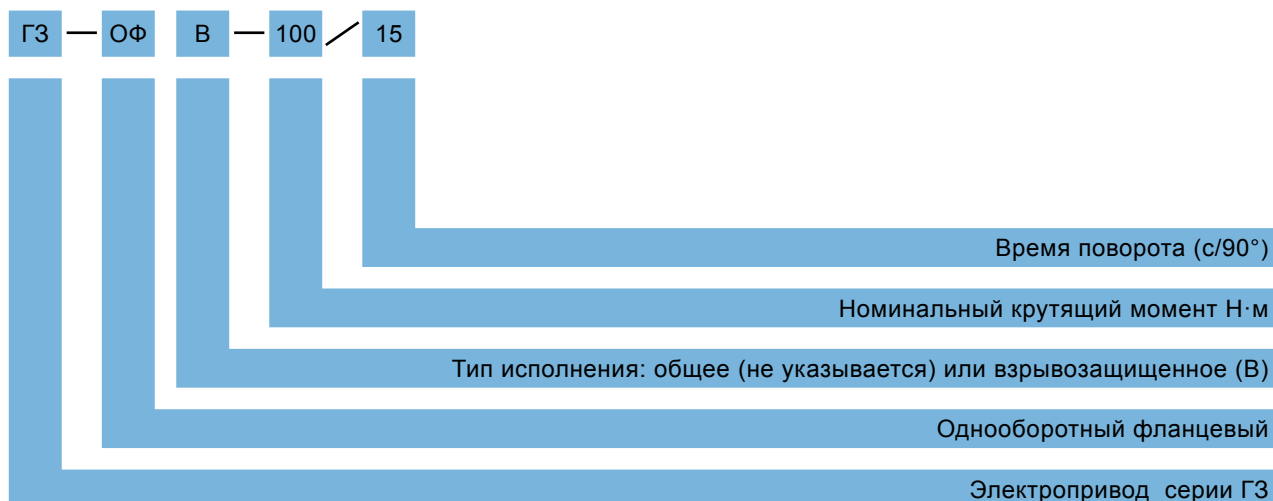 ГЗ — ОФ В — 100 / 15
Время поворота (с/90°)
Номинальный крутящий момент Н·м
Тип исполнения: общее (не указывается) или взрывозащищенное (В)
Однооборотный фланцевый
Электропривод серии ГЗ